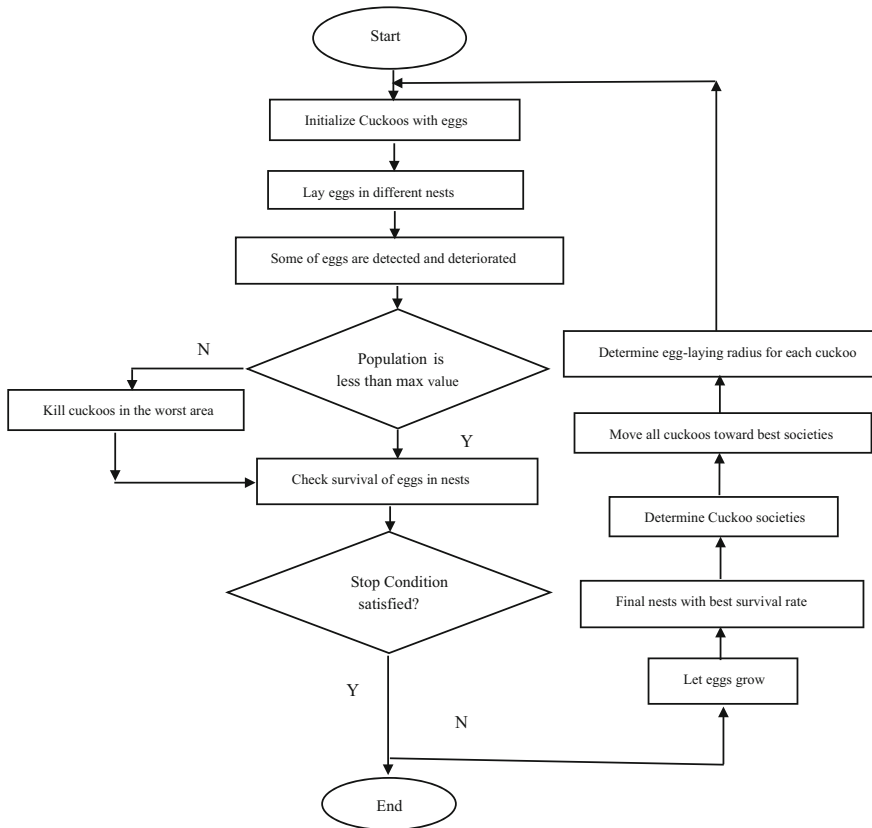 Start
Initialize Cuckoos with eggs
Lay eggs in different nests
Some of eggs are detected and deteriorated
N
Population is
less than max value
Kill cuckoos in the worst area
Y
Check survival of eggs in nests
Stop Condition
satisfied?
Y
N
End
Determine egg-laying radius for each cuckoo
Move all cuckoos toward best societies
Determine Cuckoo societies
Final nests with best survival rate
Let eggs grow